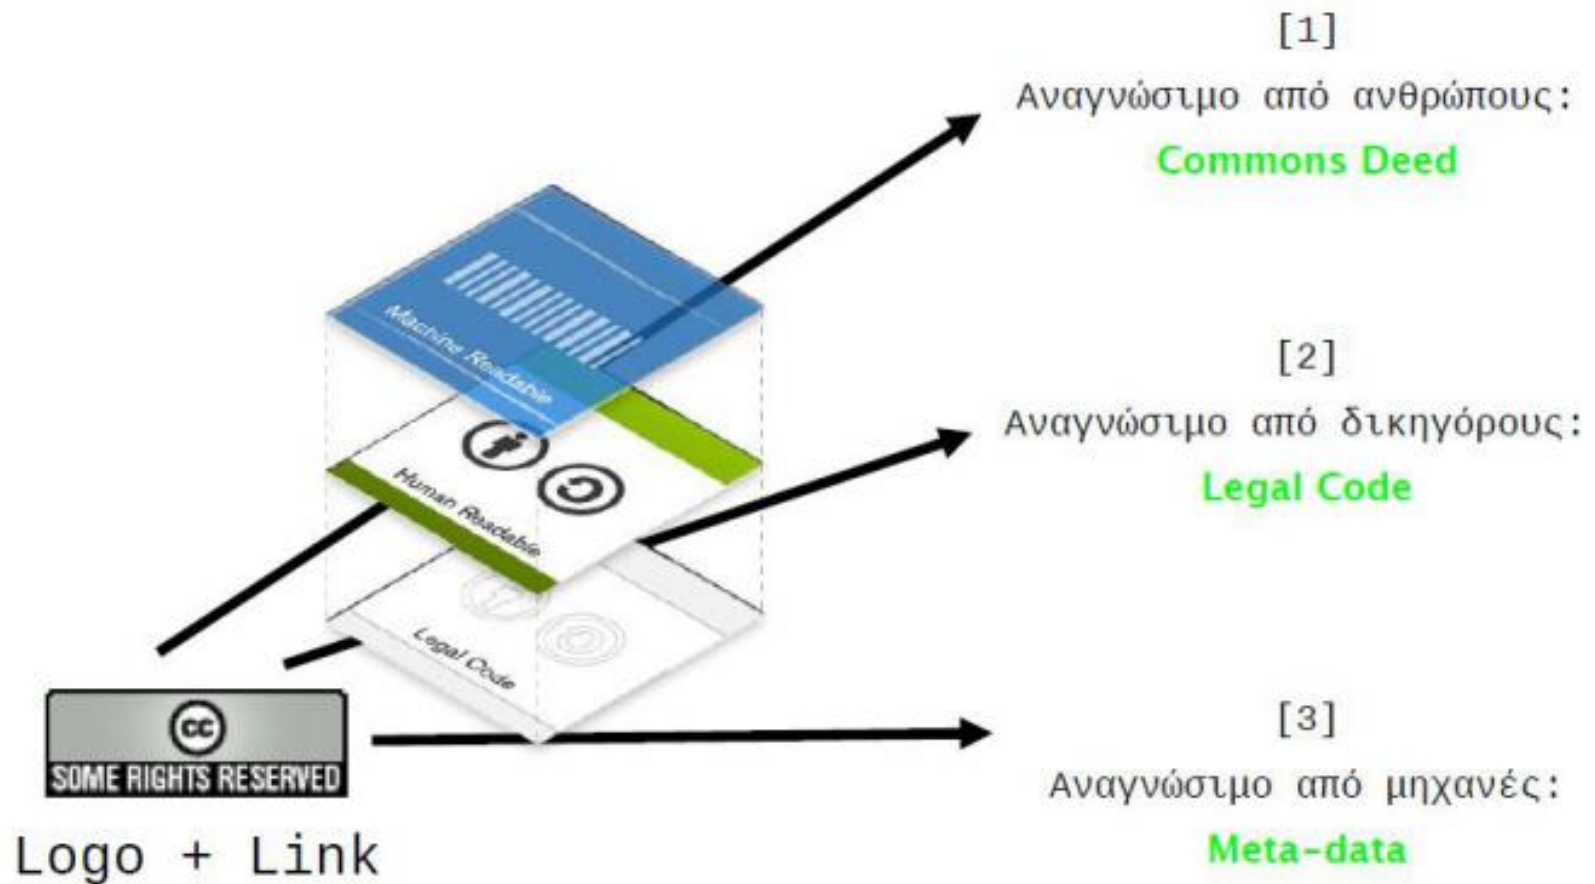 [1]
Αναγνώσιμο από ανθρώπους:
Commons Deed
Machine Readable
[2]
Αναγνώσιμο από δικηγόρους:
Legal Code
Human Readable
Legal Code
[3]
Αναγνώσιμο από μηχανές:
Meta-data
cc
SOME RIGHTS RESERVED
Logo + Link